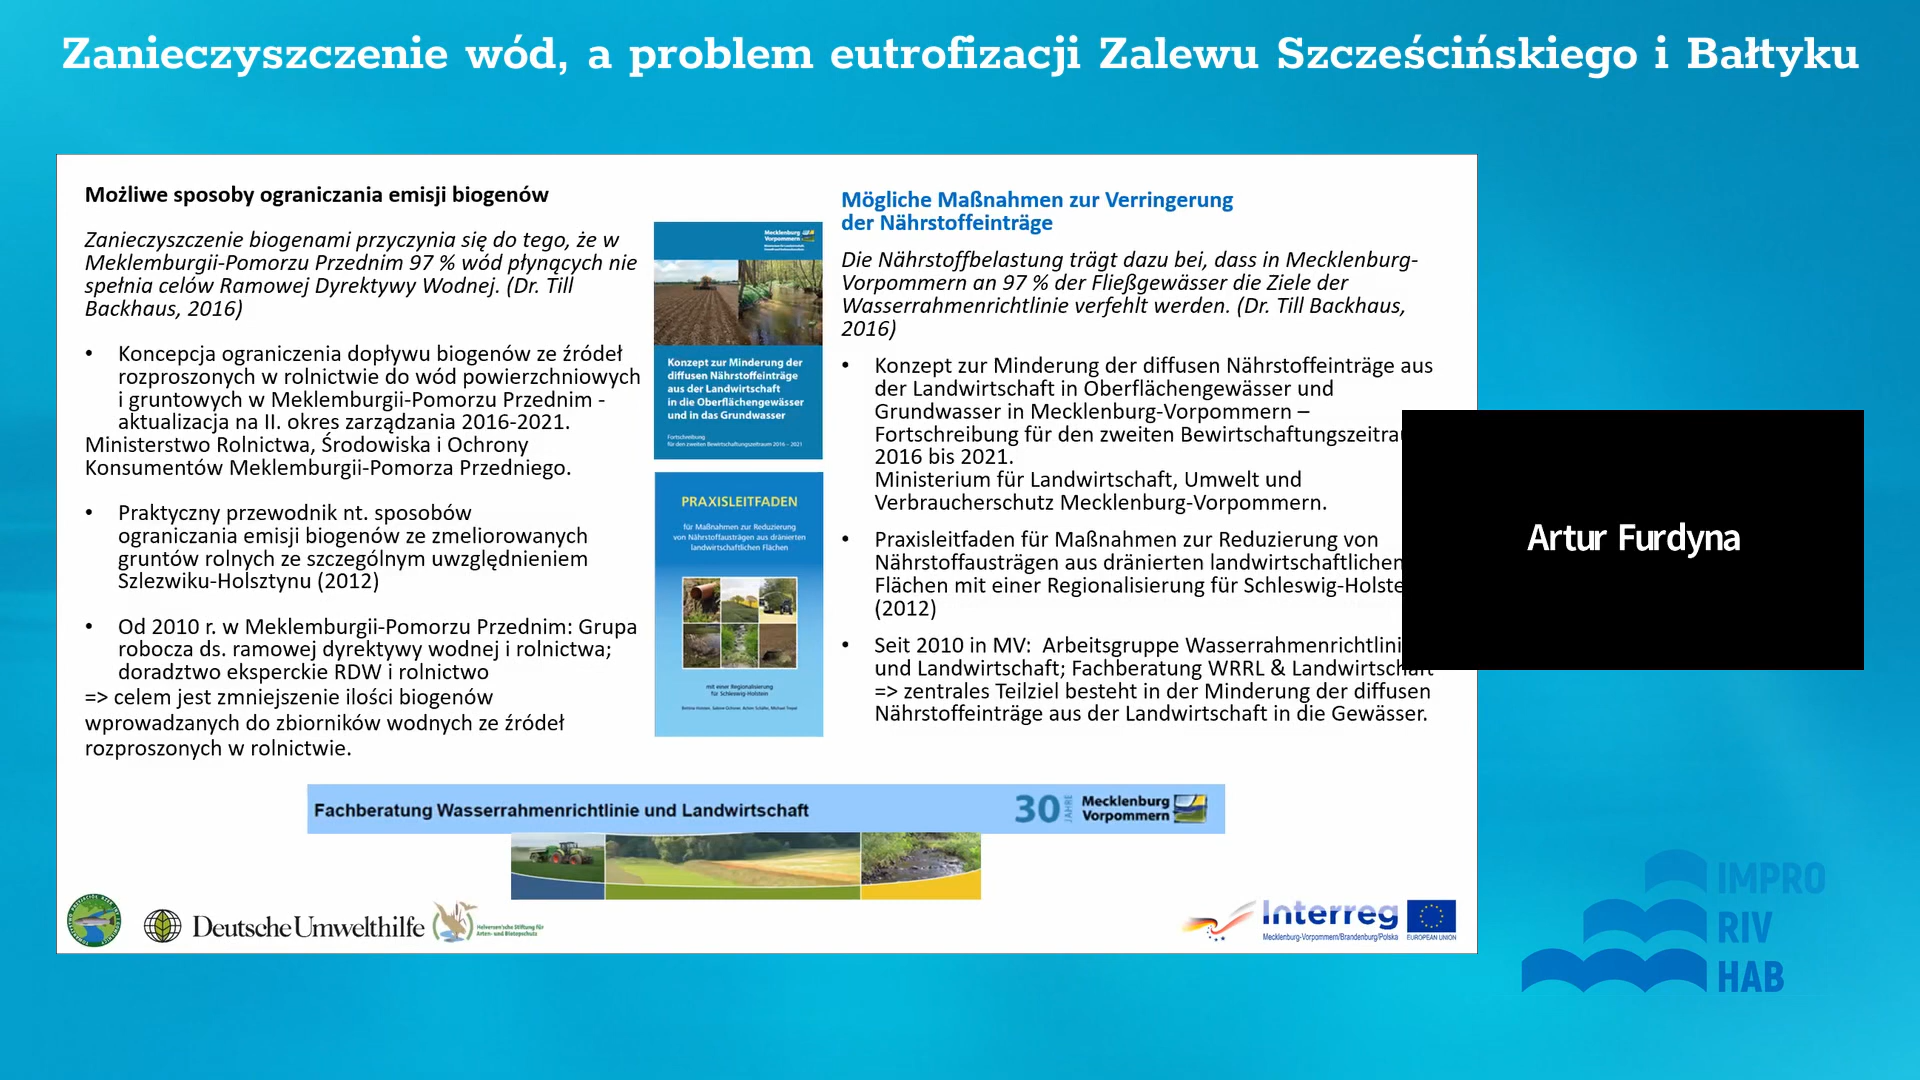 Zanieczyszczenie wód, a problem eutrofizacji Zalewu Szcześcińskiego i Bałtyku
Możliwe sposoby ograniczania emisji biogenów
Zanieczyszczenie biogenami przyczynia się do tego, że w
Meklemburgii-Pomorzu Przednim 97 % wód płynących nie
spełnia celów Ramowej Dyrektywy Wodnej. (Dr. Till
Backhaus, 2016)
• Koncepcja ograniczenia dopływu biogenów ze źródeł
rozproszonych w rolnictwie do wód powierzchniowych
i gruntowych w Meklemburgii-Pomorzu Przednim -
aktualizacja na II. okres zarządzania 2016-2021.
Ministerstwo Rolnictwa, Środowiska i Ochrony
Konsumentów Meklemburgii-Pomorza Przedniego.
• Praktyczny przewodnik nt. sposobów
ograniczania emisji biogenów ze zmeliorowanych
gruntów rolnych ze szczególnym uwzględnieniem
Szlezwiku-Holsztynu (2012)
• Od 2010 r. w Meklemburgii-Pomorzu Przednim: Grupa
robocza ds. ramowej dyrektywy wodnej i rolnictwa;
doradztwo eksperckie RDW i rolnictwo
=> celem jest zmniejszenie ilości biogenów
wprowadzanych do zbiorników wodnych ze źródeł
rozproszonych w rolnictwie.
Mecklenburg
Vorpommern
Konzept zur Minderung der
diffusen Nährstoffeinträge
aus der Landwirtschaft
in die Oberflächengewässer
und in das Grundwasser
Fortschreibung
für den zweiten Bewirtschaftungszeitraum 2016 – 2021
PRAXISLEITFADEN
für Maßnahmen zur Reduzierung
von Nährstoffausträgen aus dränierten
landwirtschaftlichen Flächen
mit einer Regionalisierung
für Schleswig-Holstein
Mögliche Maßnahmen zur Verringerung
der Nährstoffeinträge
Die Nährstoffbelastung trägt dazu bei, dass in Mecklenburg-
Vorpommern an 97 % der Fließgewässer die Ziele der
Wasserrahmenrichtlinie verfehlt werden. (Dr. Till Backhaus,
2016)
• Konzept zur Minderung der diffusen Nährstoffeinträge aus
der Landwirtschaft in Oberflächengewässer und
Grundwasser in Mecklenburg-Vorpommern –
Fortschreibung für den zweiten Bewirtschaftungszeitrau
2016 bis 2021.
Ministerium für Landwirtschaft, Umwelt und
Verbraucherschutz Mecklenburg-Vorpommern.
• Praxisleitfaden für Maßnahmen zur Reduzierung von
Nährstoffausträgen aus dränierten landwirtschaftlichen
Flächen mit einer Regionalisierung für Schleswig-Holste
(2012)
• Seit 2010 in MV: Arbeitsgruppe Wasserrahmenrichtlini
und Landwirtschaft; Fachberatung WRRL & Landwirtschaft
=> zentrales Teilziel besteht in der Minderung der diffusen
Nährstoffeinträge aus der Landwirtschaft in die Gewässer.
Artur Furdyna
Fachberatung Wasserrahmenrichtlinie und Landwirtschaft
30 JAHRE
Mecklenburg
Vorpommern
Deutsche Umwelthilfe
Interreg
Mecklenburg-Vorpommern/Brandenburg/Polska
EUROPEAN UNION
IMPRO
RIV
HAB